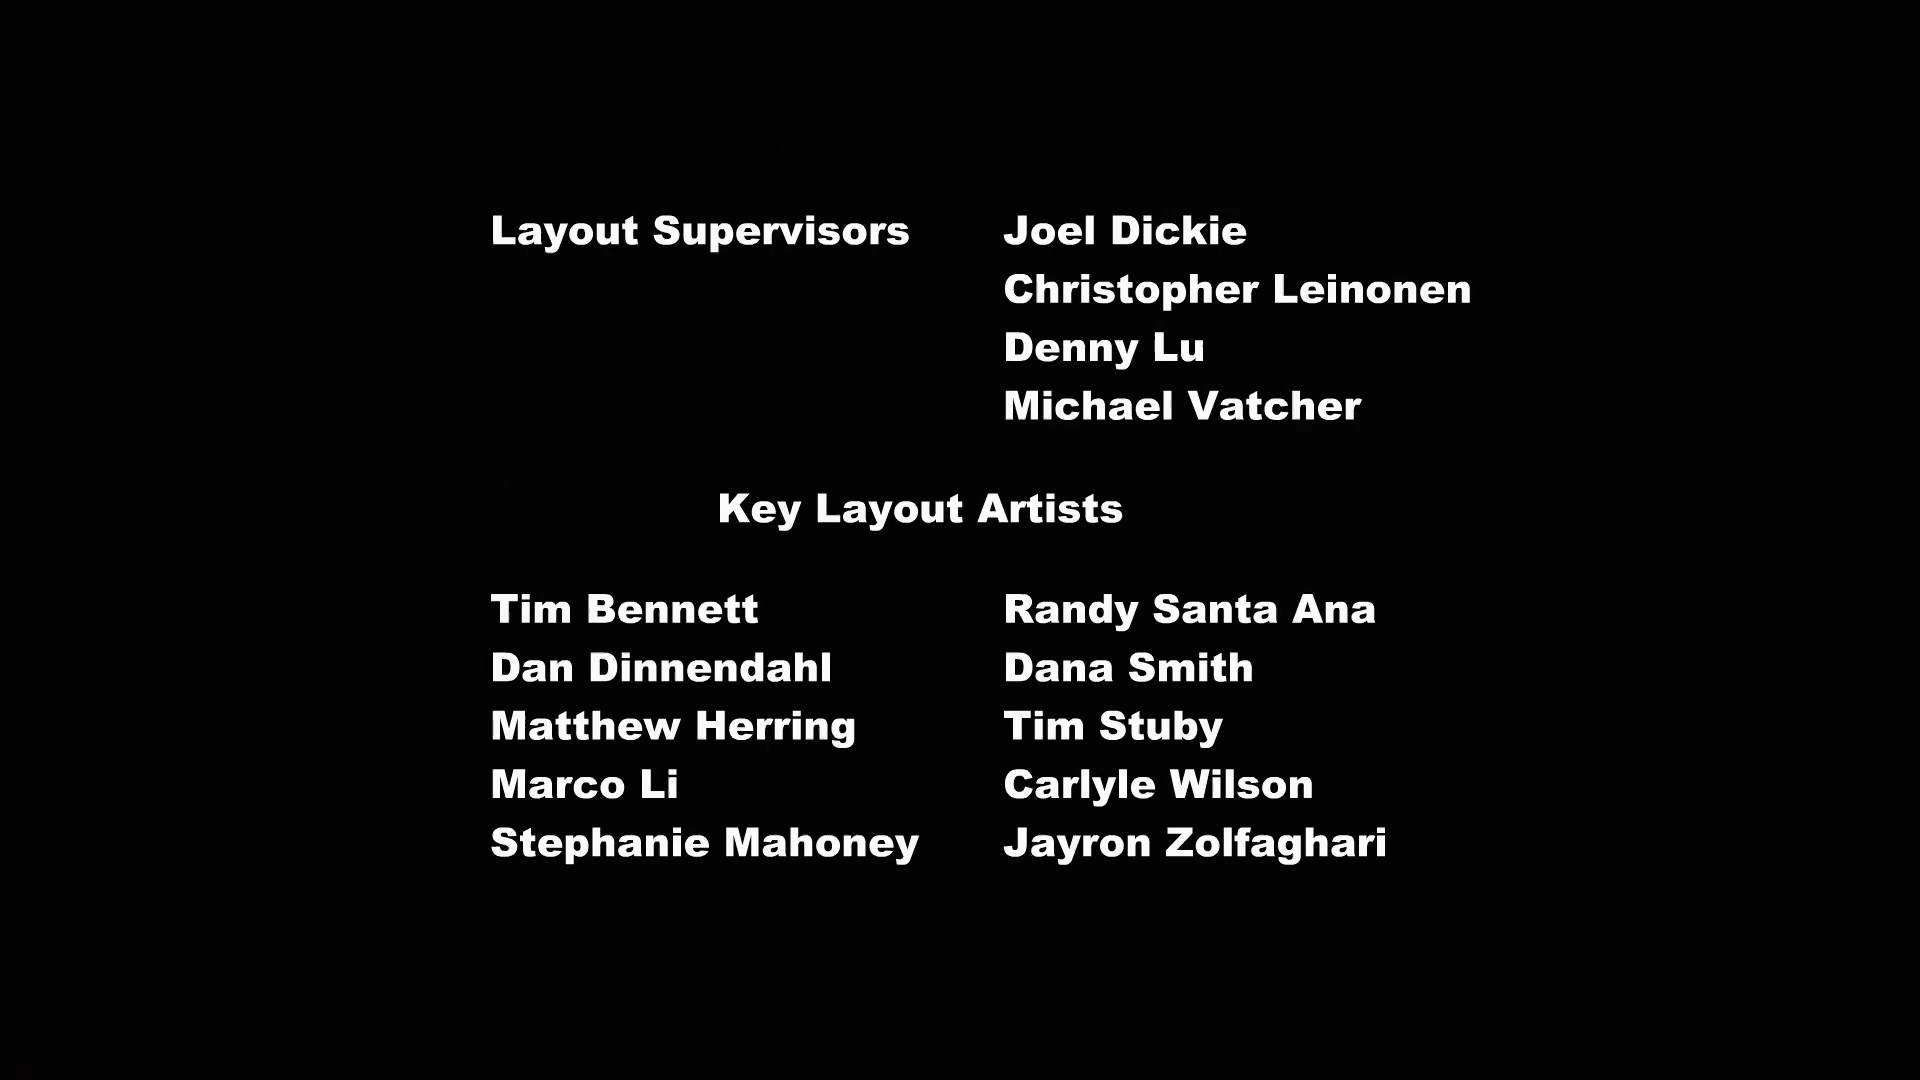 Layout Supervisors Joel Dickie
Christopher Leinonen
Denny Lu
Michael Vatcher
Key Layout Artists
Tim Bennett Randy Santa Ana
Dan Dinnendahl Dana Smith
Matthew Herring Tim Stuby
Marco Li Carlyle Wilson
Stephanie Mahoney Jayron Zolfaghari